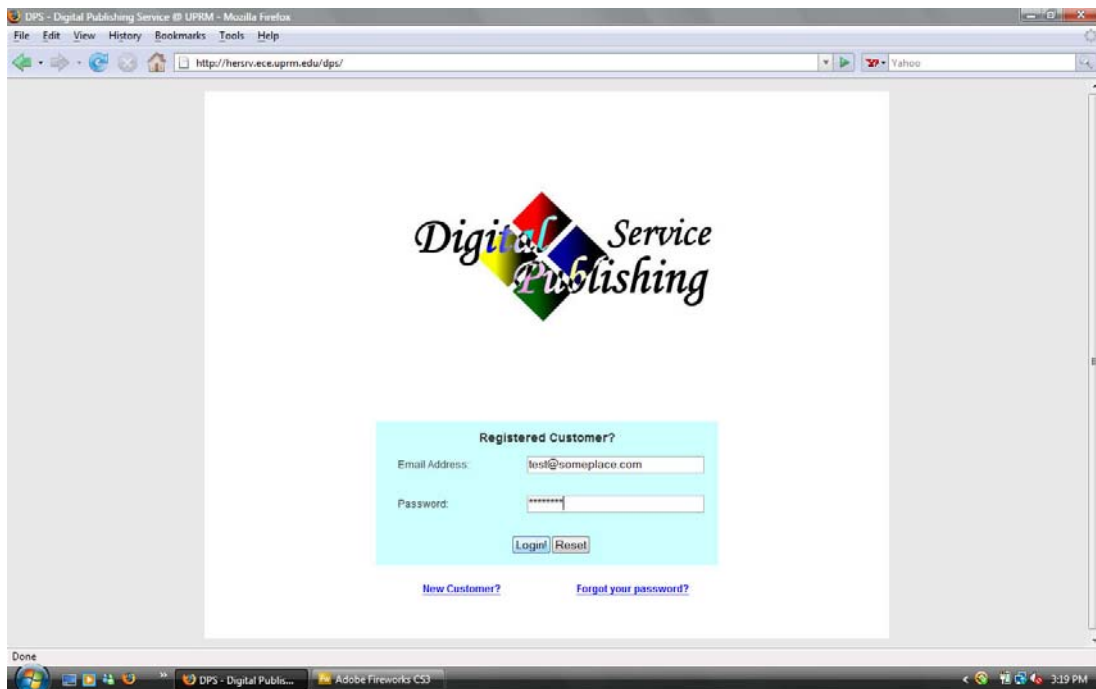 DPS - Digital Publishing Service @ UPRM - Mozilla Firefox
File Edit View History Bookmarks Tools Help
http://hersrv.ece.uprm.edu/dps/ Yahoo
Digital Service
Publishing
Registered Customer?
Email Address: test@someplace.com
Password: ********
Login! Reset
New Customer? Forgot your password?
Done
DPS - Digital Publis... Adobe Fireworks CS3 3:19 PM